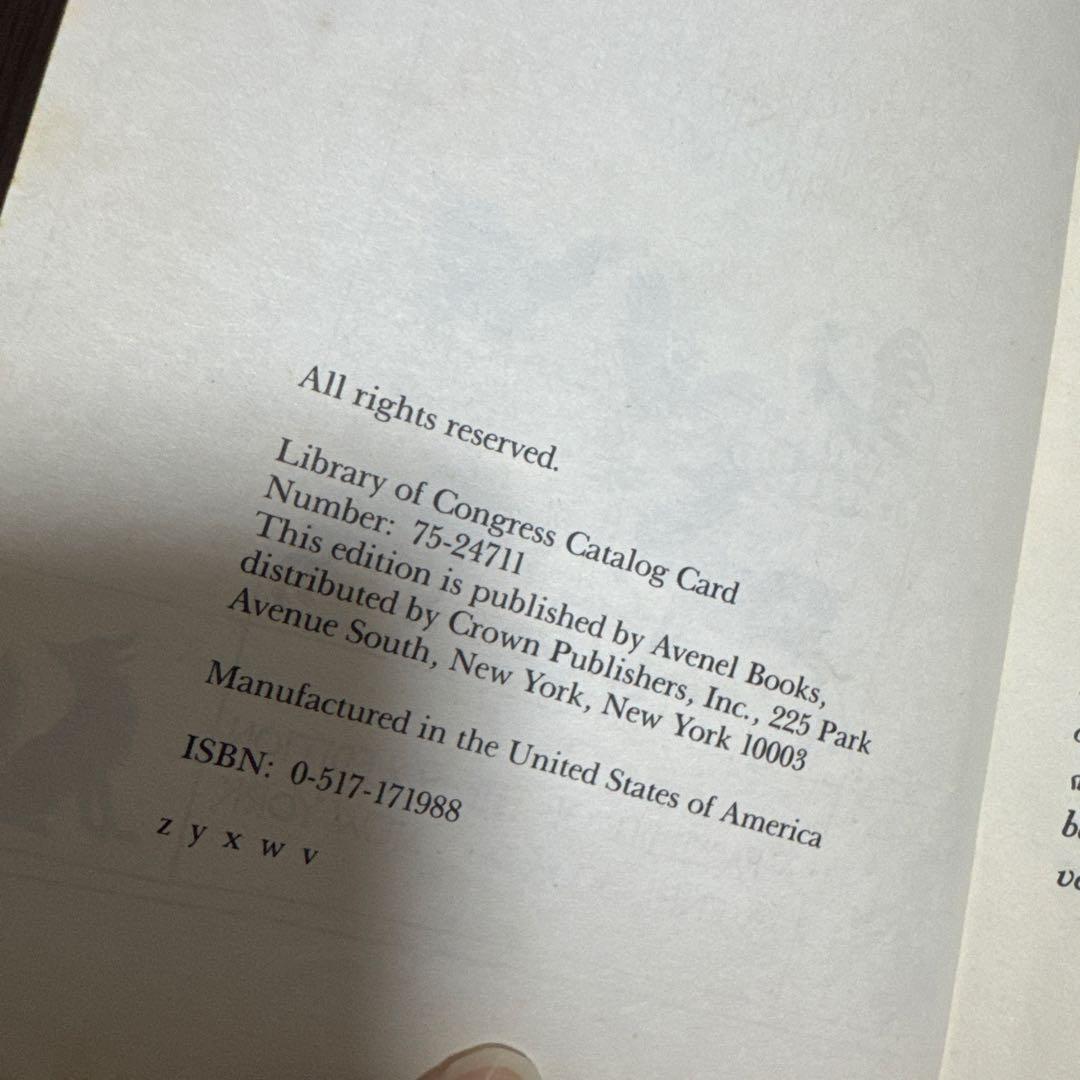 All rights reserved.
Library of Congress Catalog Card
Number: 75-24711
This edition is published by Avenel Books,
distributed by Crown Publishers, Inc., 225 Park
Avenue South, New York, New York 10003
Manufactured in the United States of America
ISBN: 0-517-171988
z y x w v